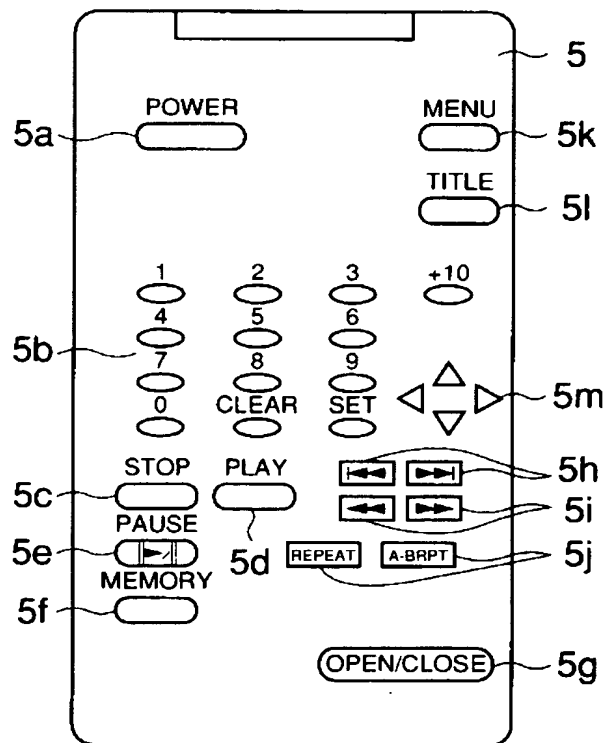 5
POWER MENU
5a 5k
TITLE
5l
1 2 3 +10
4 5 6
5b
7 8 9
5m
0 CLEAR SET
STOP PLAY
5h
5c
5i
PAUSE
5e 5d REPEAT A-BRPT 5j
MEMORY
5f
OPEN/CLOSE 5g